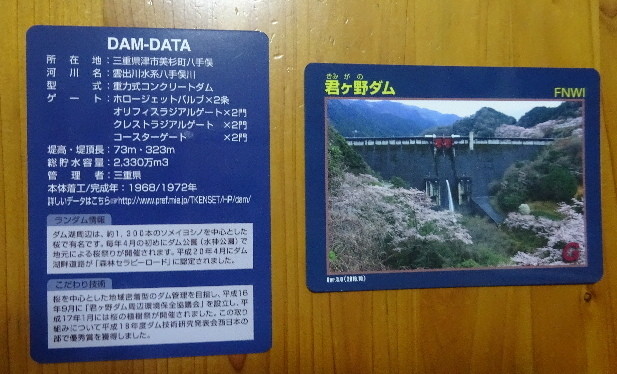 DAM-DATA
所在地：三重県津市美杉町八手俣
河川名：雲出川水系八手俣川
型式：重力式コンクリートダム
ゲート：ホロージェットバルブ×2条
オリフィスラジアルゲート ×2門
クレストラジアルゲート ×2門
コースターゲート ×2門
堤高・堤頂長：73m・323m
総貯水容量：2,330万m3
管理者：三重県
本体着工/完成年：1968/1972年
詳しいデータはこちら⇒http://www.pref.mie.jp/TKENSET/HP/dam/
ランダム情報
ダム湖周辺は、約1,300本のソメイヨシノを中心とした
桜で有名です。毎年4月の初めにダム公園（水神公園）で
地元による桜祭りが開催されます。平成20年4月にダム
湖畔道路が「森林セラピーロード」に認定されました。
こだわり技術
桜を中心とした地域密着型のダム管理を目指し、平成16
年9月に「君ヶ野ダム周辺環境保全協議会」を設立し、平
成17年1月には桜の植樹祭が開催されました。この取り
組みについて平成18年度ダム技術研究発表会西日本の
部で優秀賞を獲得しました。
きみがの
君ヶ野ダム
FNWI
G